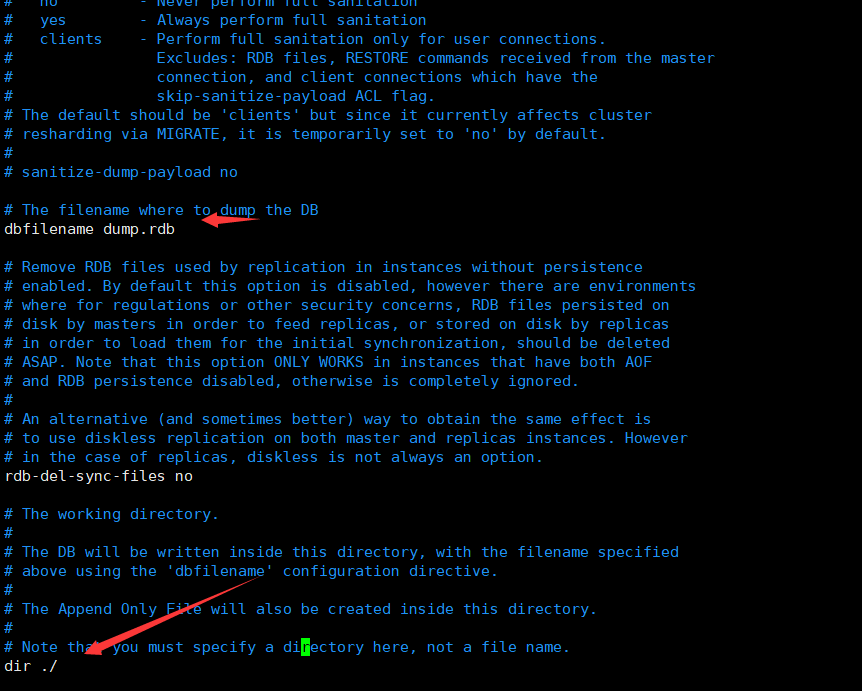 #   no         - Never perform full sanitation
#   yes        - Always perform full sanitation
#   clients    - Perform full sanitation only for user connections.
#                Excludes: RDB files, RESTORE commands received from the master
#                connection, and client connections which have the
#                skip-sanitize-payload ACL flag.
# The default should be 'clients' but since it currently affects cluster
# resharding via MIGRATE, it is temporarily set to 'no' by default.
#
# sanitize-dump-payload no
# The filename where to dump the DB
dbfilename dump.rdb
# Remove RDB files used by replication in instances without persistence
# enabled. By default this option is disabled, however there are environments
# where for regulations or other security concerns, RDB files persisted on
# disk by masters in order to feed replicas, or stored on disk by replicas
# in order to load them for the initial synchronization, should be deleted
# ASAP. Note that this option ONLY WORKS in instances that have both AOF
# and RDB persistence disabled, otherwise is completely ignored.
#
# An alternative (and sometimes better) way to obtain the same effect is
# to use diskless replication on both master and replicas instances. However
# in the case of replicas, diskless is not always an option.
rdb-del-sync-files no
# The working directory.
#
# The DB will be written inside this directory, with the filename specified
# above using the 'dbfilename' configuration directive.
#
# The Append Only File will also be created inside this directory.
#
# Note that you must specify a directory here, not a file name.
dir ./